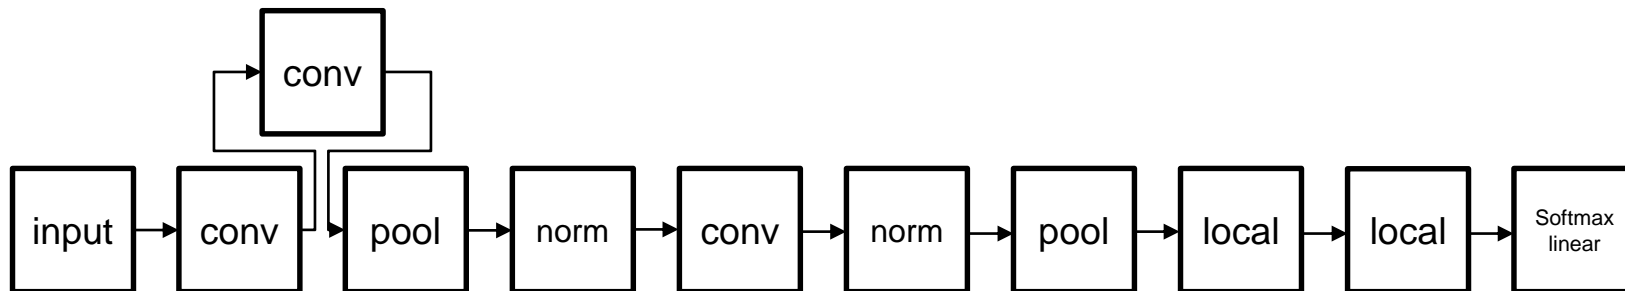 conv
input
conv
pool
norm
conv
norm
pool
local
local
Softmax
linear